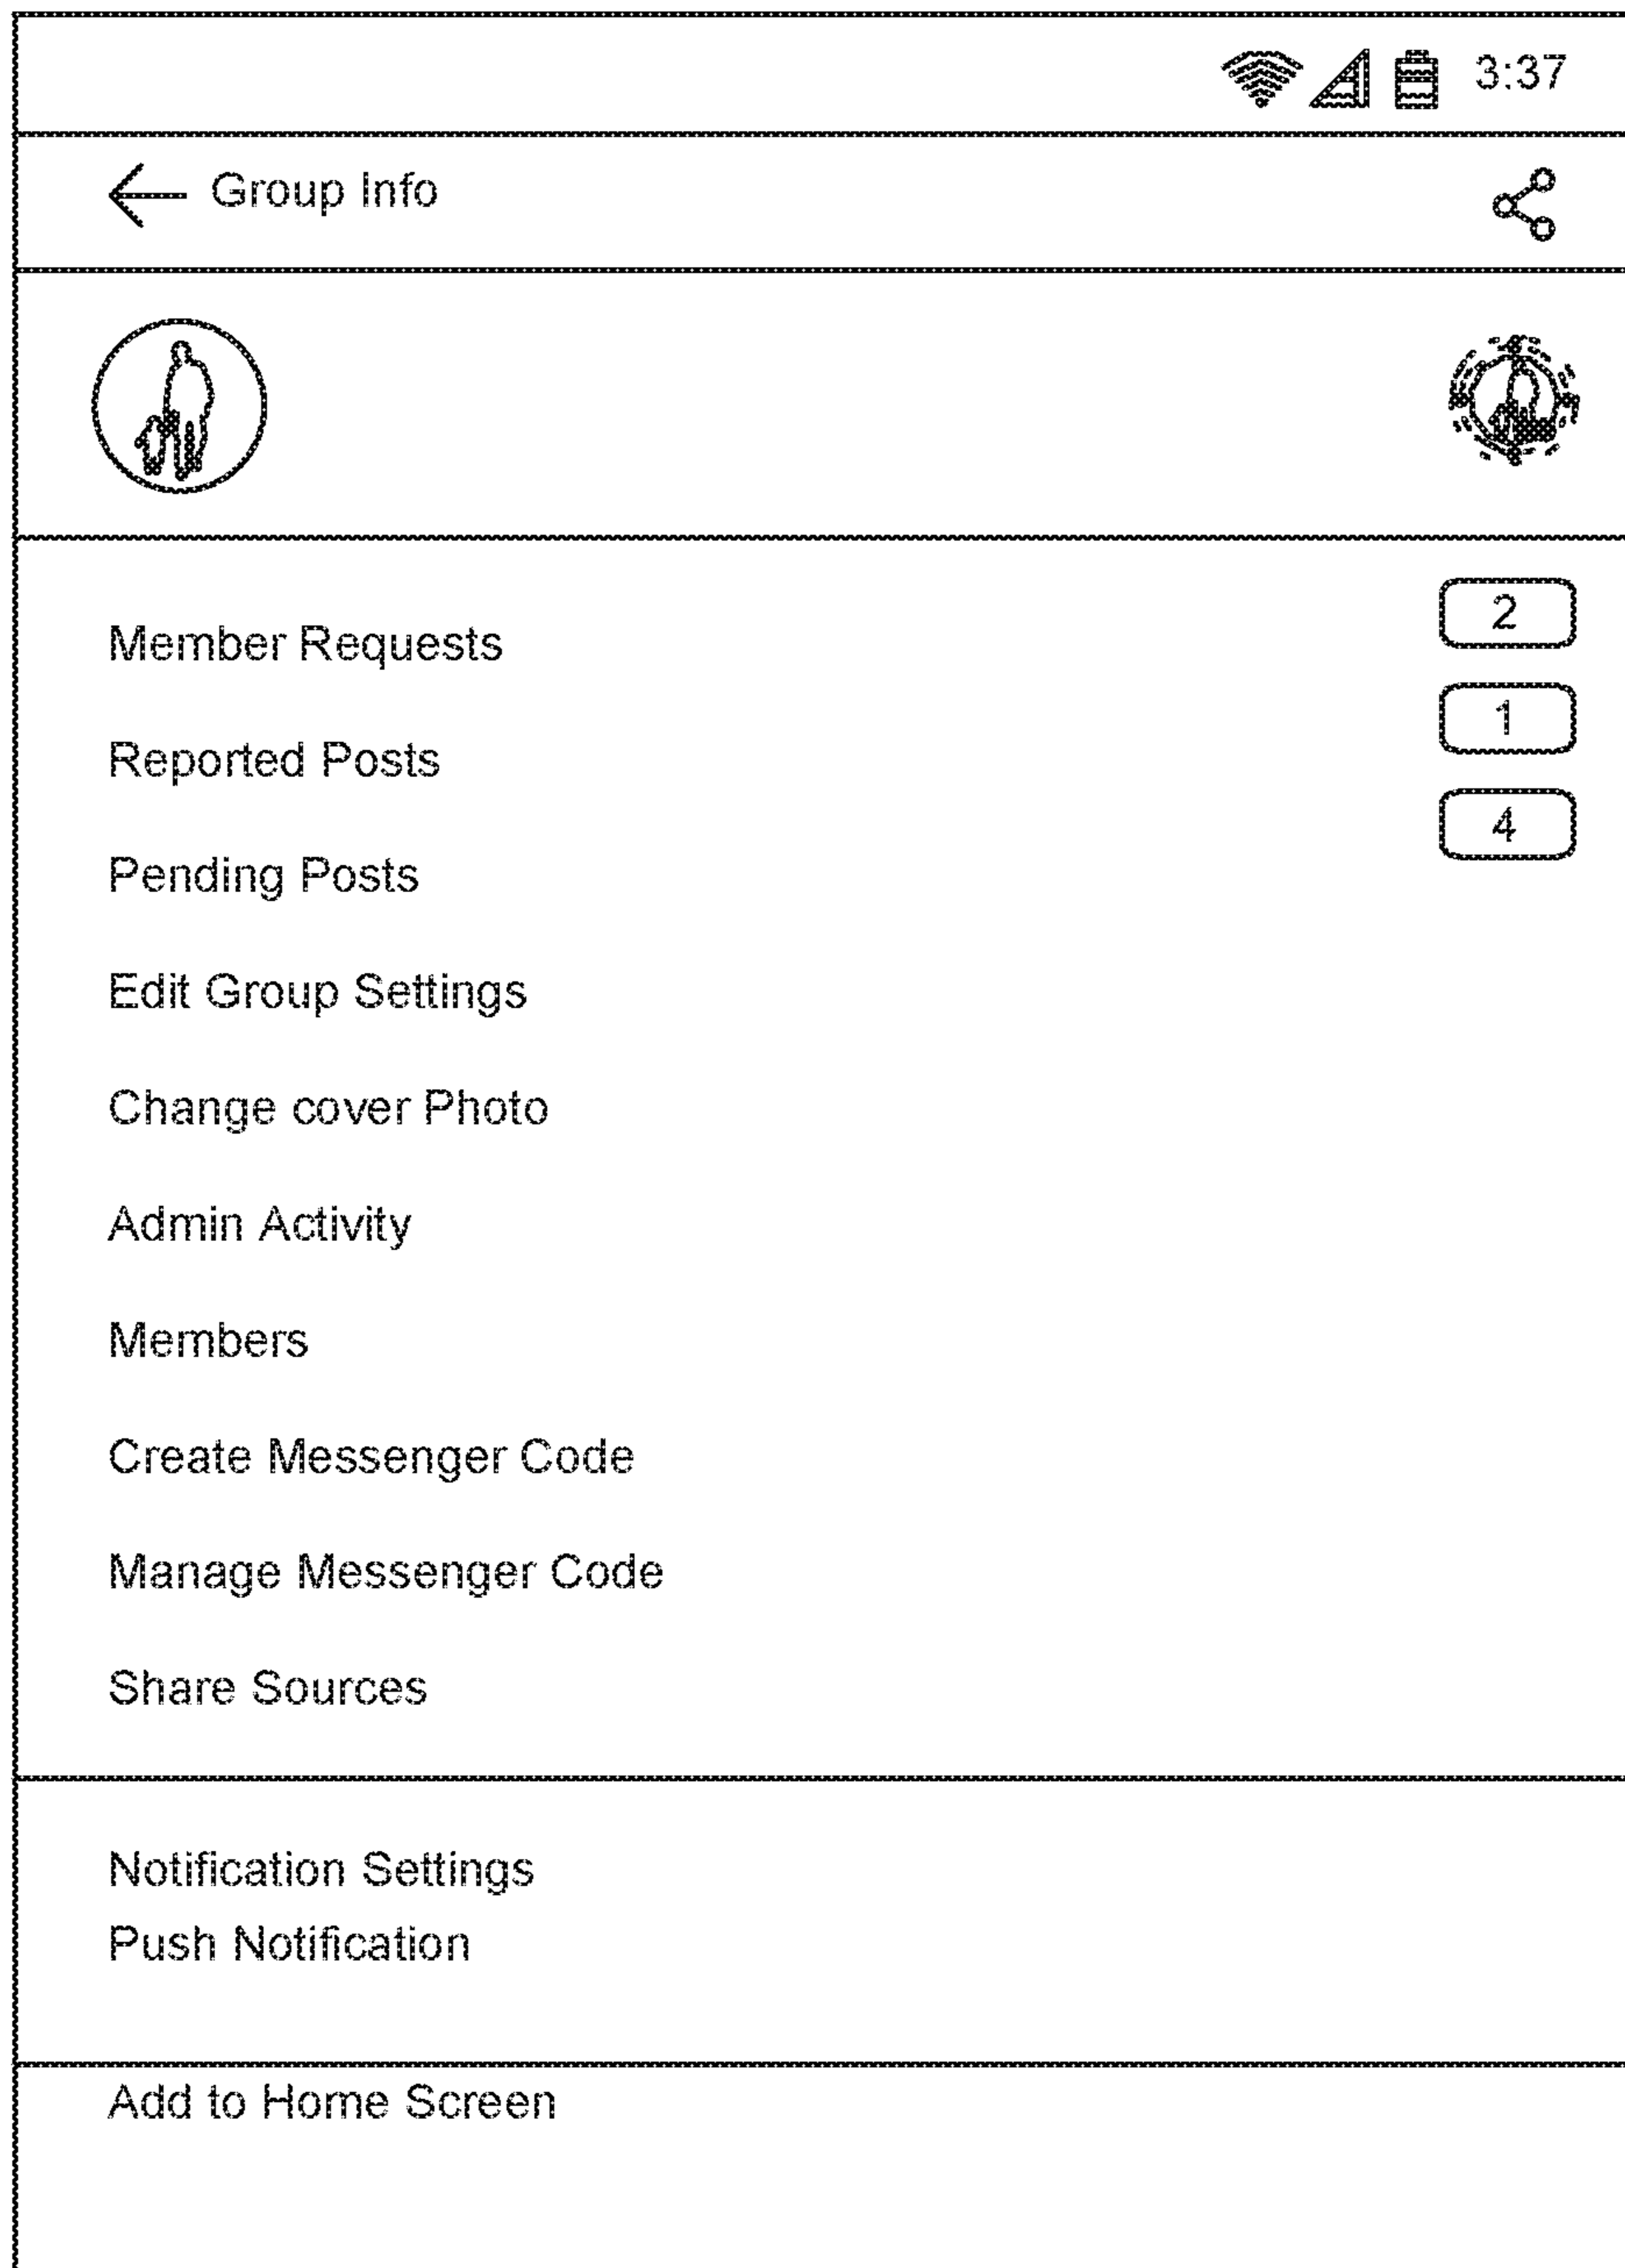 3:37
Group Info
Member Requests
2
Reported Posts
1
Pending Posts
4
Edit Group Settings
Change cover Photo
Admin Activity
Members
Create Messenger Code
Manage Messenger Code
Share Sources
Notification Settings
Push Notification
Add to Home Screen